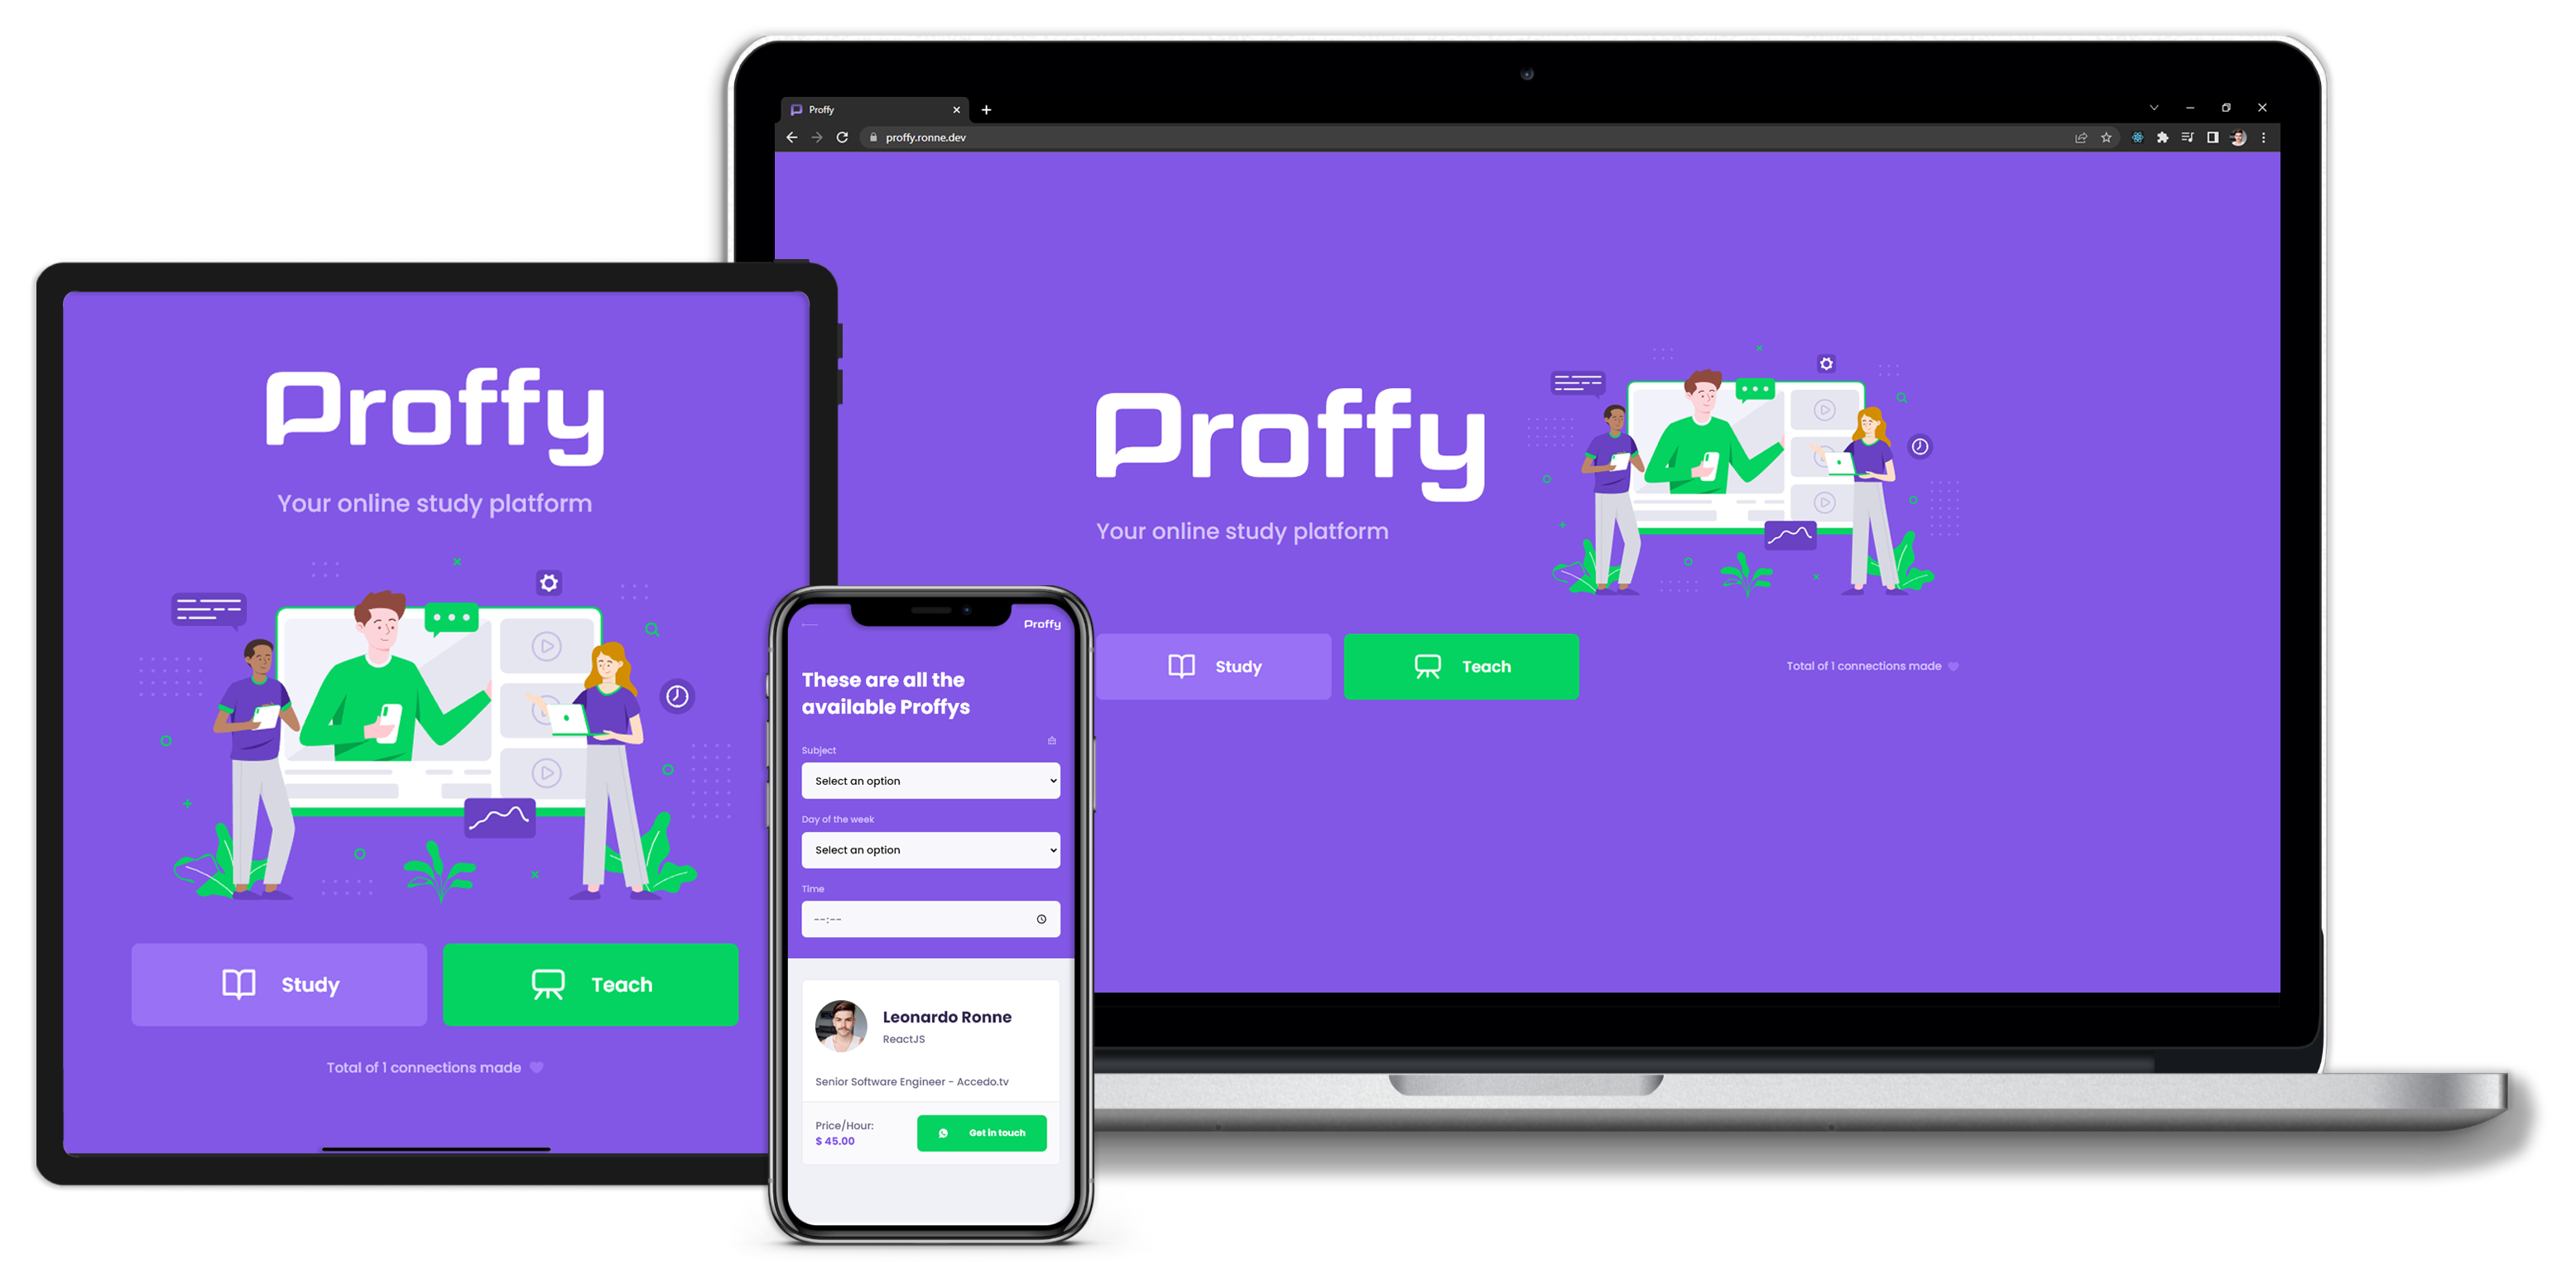 Proffy
proffy.ronne.dev
Proffy
Your online study platform
Study
Teach
Total of 1 connections made
Proffy
Your online study platform
Study
Teach
Total of 1 connections made
Proffy
These are all the
available Proffys
Subject
Select an option
Day of the week
Select an option
Time
--:--
Leonardo Ronne
ReactJS
Senior Software Engineer - Accedo.tv
Price/Hour:
$ 45.00
Get in touch